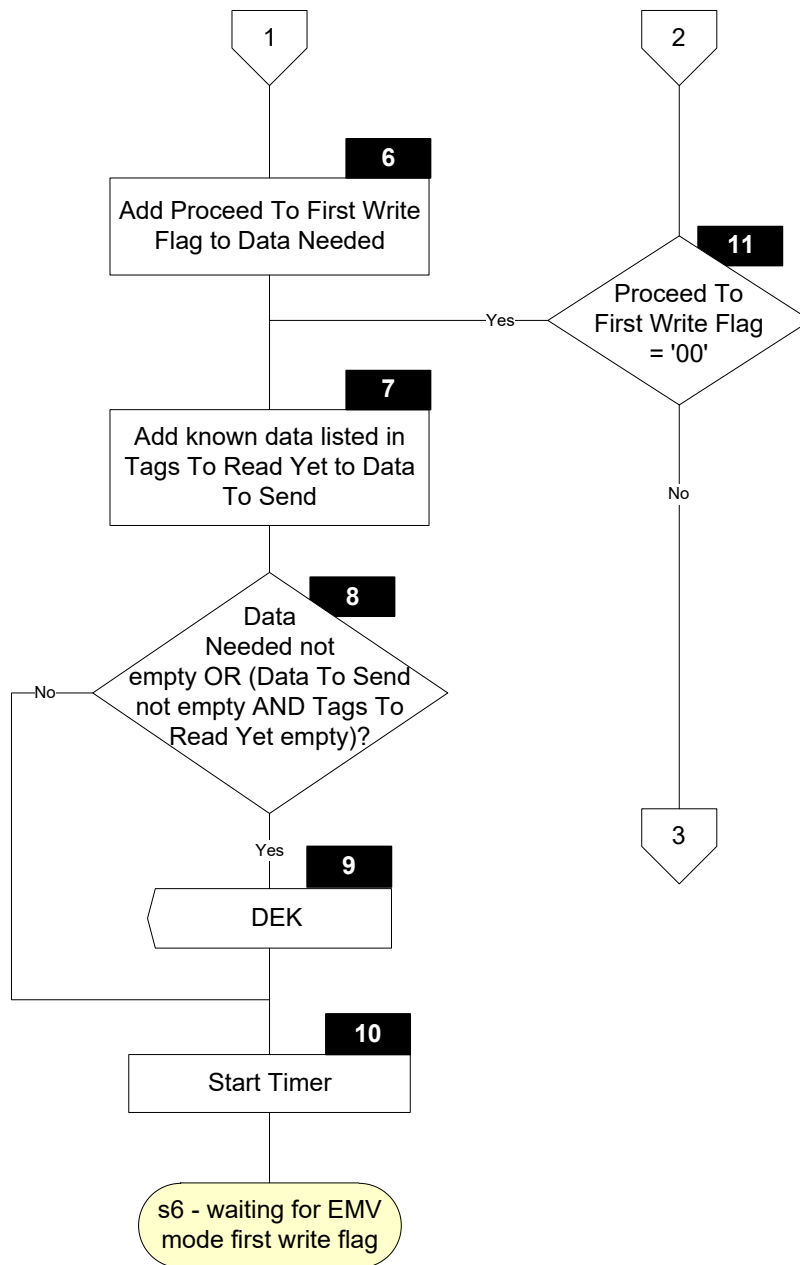 1
2
6
Add Proceed To First Write
Flag to Data Needed
11
Proceed To
First Write Flag
= '00'
Yes
7
Add known data listed in
Tags To Read Yet to Data
To Send
No
8
Data
Needed not
empty OR (Data To Send
not empty AND Tags To
Read Yet empty)?
No
Yes
9
DEK
3
10
Start Timer
s6 - waiting for EMV
mode first write flag